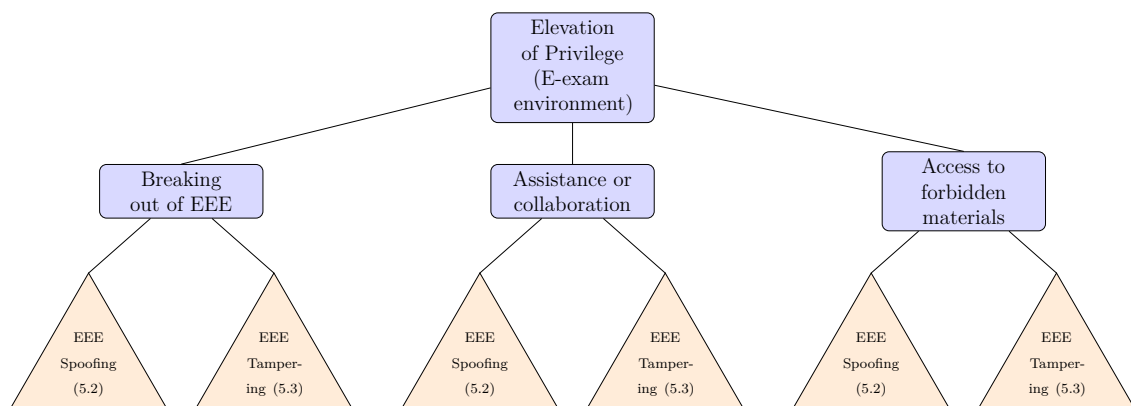 Elevation
of Privilege
(E-exam
environment)
Breaking
out of EEE
Assistance or
collaboration
Access to
forbidden
materials
EEE
Spoofing
(5.2)
EEE
Tamper-
ing (5.3)
EEE
Spoofing
(5.2)
EEE
Tamper-
ing (5.3)
EEE
Spoofing
(5.2)
EEE
Tamper-
ing (5.3)